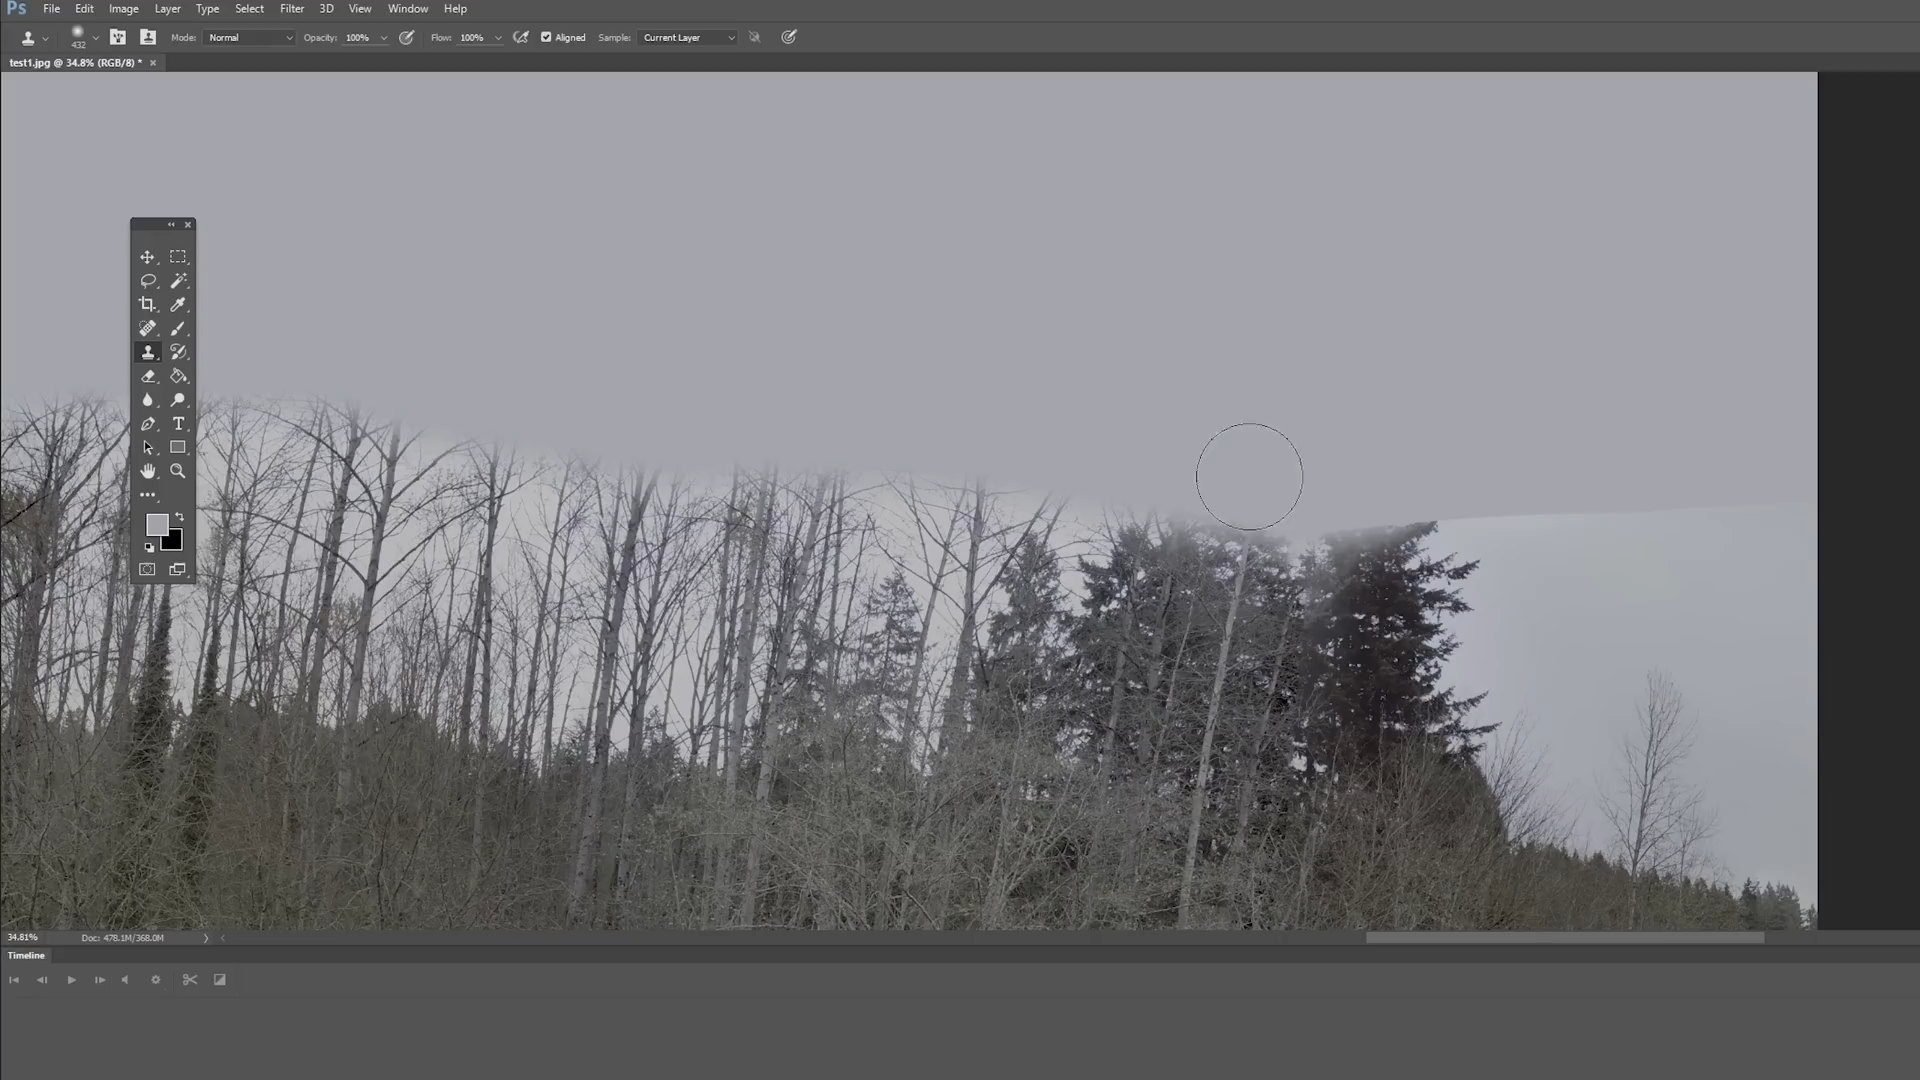 Ps File Edit Image Layer Type Select Filter 3D View Window Help
432 Mode: Normal Opacity: 100% Flow: 100% Aligned Sample: Current Layer
test1.jpg @ 34.8% (RGB/8) * ×
T
34.81% Doc: 478.1M/368.0M
Timeline